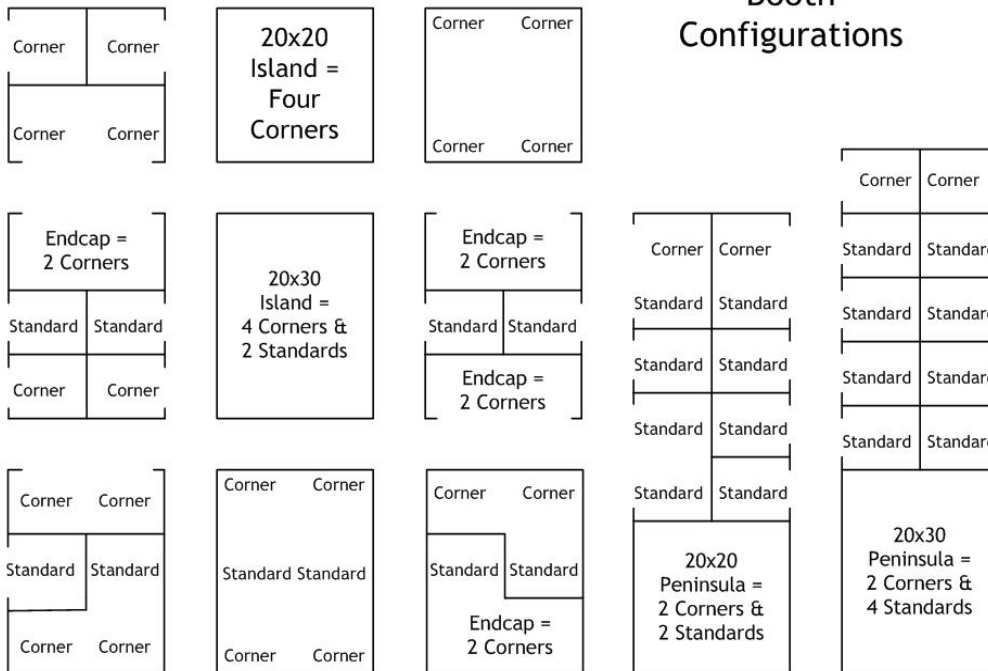 Booth
Configurations
Corner Corner
Corner Corner
20x20
Island =
Four
Corners
Corner Corner
Corner Corner
Endcap =
2 Corners
Standard Standard
Corner Corner
20x30
Island =
4 Corners &
2 Standards
Endcap =
2 Corners
Standard Standard
Endcap =
2 Corners
Corner Corner
Standard Standard
Corner Corner
Corner Corner
Standard Standard
Corner Corner
Corner Corner
Standard Standard
Endcap =
2 Corners
Corner Corner
Standard Standard
Standard Standard
Standard Standard
Standard Standard
20x20
Peninsula =
2 Corners &
2 Standards
Corner Corner
Standard Standard
Standard Standard
Standard Standard
Standard Standard
20x30
Peninsula =
2 Corners &
4 Standards